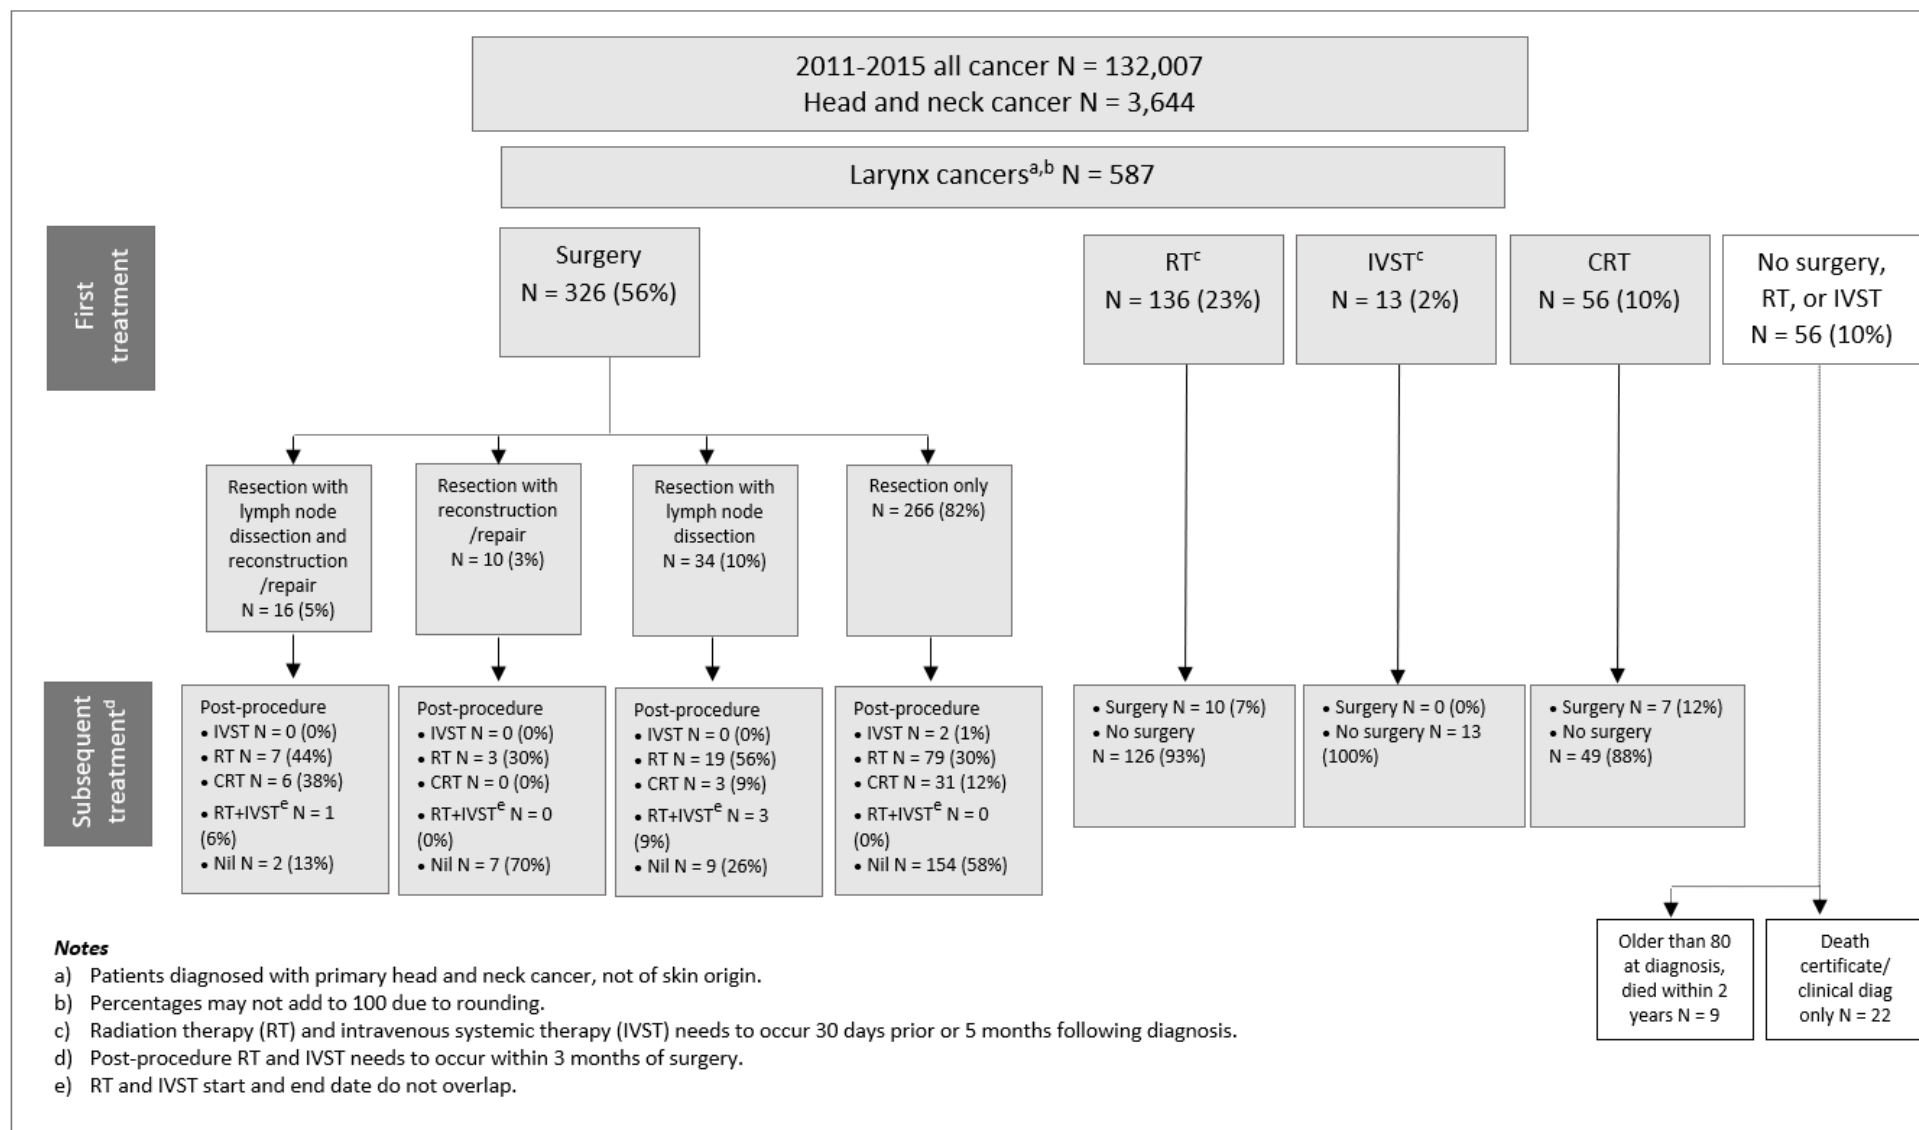 2011-2015 all cancer N = 132,007
Head and neck cancer N = 3,644
Larynx cancersa,b N = 587
First
treatment
Surgery
N = 326 (56%)
RTc
N = 136 (23%)
IVSTc
N = 13 (2%)
CRT
N = 56 (10%)
No surgery,
RT, or IVST
N = 56 (10%)
Resection with
lymph node
dissection and
reconstruction
/repair
N = 16 (5%)
Resection with
reconstruction
/repair
N = 10 (3%)
Resection with
lymph node
dissection
N = 34 (10%)
Resection only
N = 266 (82%)
Subsequent
treatmentd
Post-procedure
• IVST N = 0 (0%)
• RT N = 7 (44%)
• CRT N = 6 (38%)
• RT+IVSTe N = 1
(6%)
• Nil N = 2 (13%)
Post-procedure
• IVST N = 0 (0%)
• RT N = 3 (30%)
• CRT N = 0 (0%)
• RT+IVSTe N = 0
(0%)
• Nil N = 7 (70%)
Post-procedure
• IVST N = 0 (0%)
• RT N = 19 (56%)
• CRT N = 3 (9%)
• RT+IVSTe N = 3
(9%)
• Nil N = 9 (26%)
Post-procedure
• IVST N = 2 (1%)
• RT N = 79 (30%)
• CRT N = 31 (12%)
• RT+IVSTe N = 0
(0%)
• Nil N = 154 (58%)
• Surgery N = 10 (7%)
• No surgery
N = 126 (93%)
• Surgery N = 0 (0%)
• No surgery N = 13
(100%)
• Surgery N = 7 (12%)
• No surgery
N = 49 (88%)
Older than 80
at diagnosis,
died within 2
years N = 9
Death
certificate/
clinical diag
only N = 22
Notes
a) Patients diagnosed with primary head and neck cancer, not of skin origin.
b) Percentages may not add to 100 due to rounding.
c) Radiation therapy (RT) and intravenous systemic therapy (IVST) needs to occur 30 days prior or 5 months following diagnosis.
d) Post-procedure RT and IVST needs to occur within 3 months of surgery.
e) RT and IVST start and end date do not overlap.